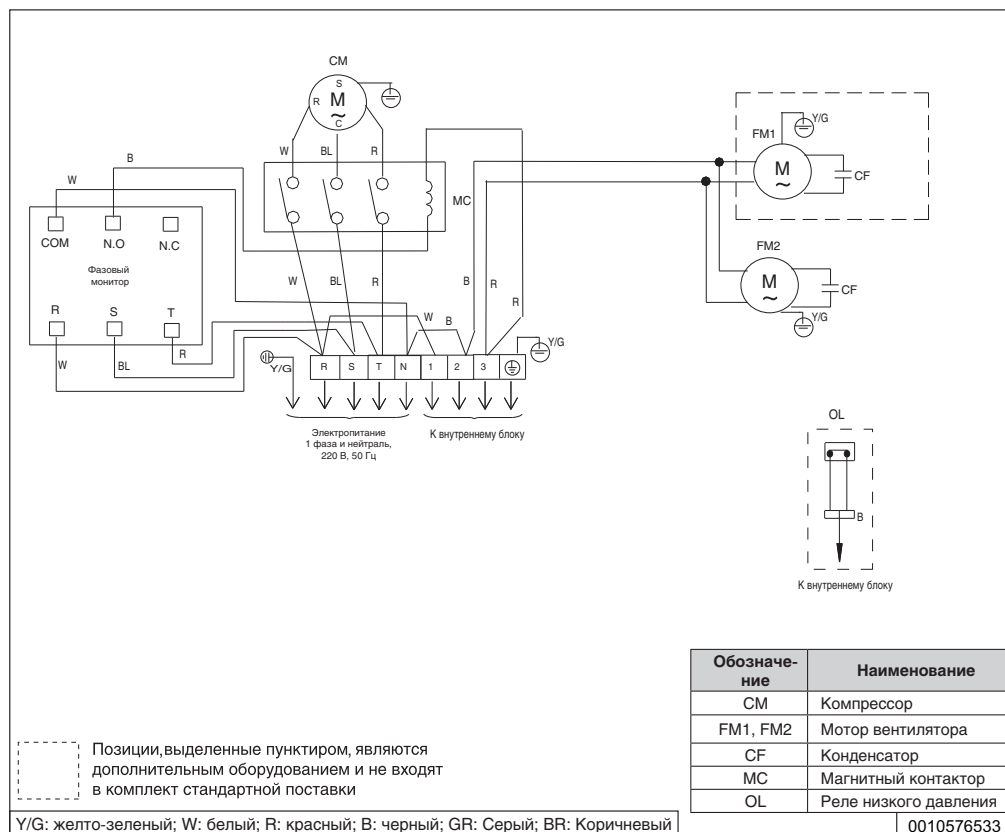 CM
S
R
M
~
C
W
BL
R
MC
B
W
COM
N.O
N.C
Фазовый
монитор
R
S
T
W
BL
R
W
BL
R
W
B
B
R
R
Y/G
FM1
M
~
CF
FM2
M
~
CF
Y/G
Y/G
Y/G
R
S
T
N
1
2
3
Электропитание
1 фаза и нейтраль,
220 В, 50 Гц
К внутреннему блоку
OL
B
К внутреннему блоку
Обозначе-
ние
Наименование
CM
Компрессор
FM1, FM2
Мотор вентилятора
CF
Конденсатор
MC
Магнитный контактор
OL
Реле низкого давления
Позиции,выделенные пунктиром, являются
дополнительным оборудованием и не входят
в комплект стандартной поставки
Y/G: желто-зеленый; W: белый; R: красный; B: черный; GR: Серый; BR: Коричневый
0010576533